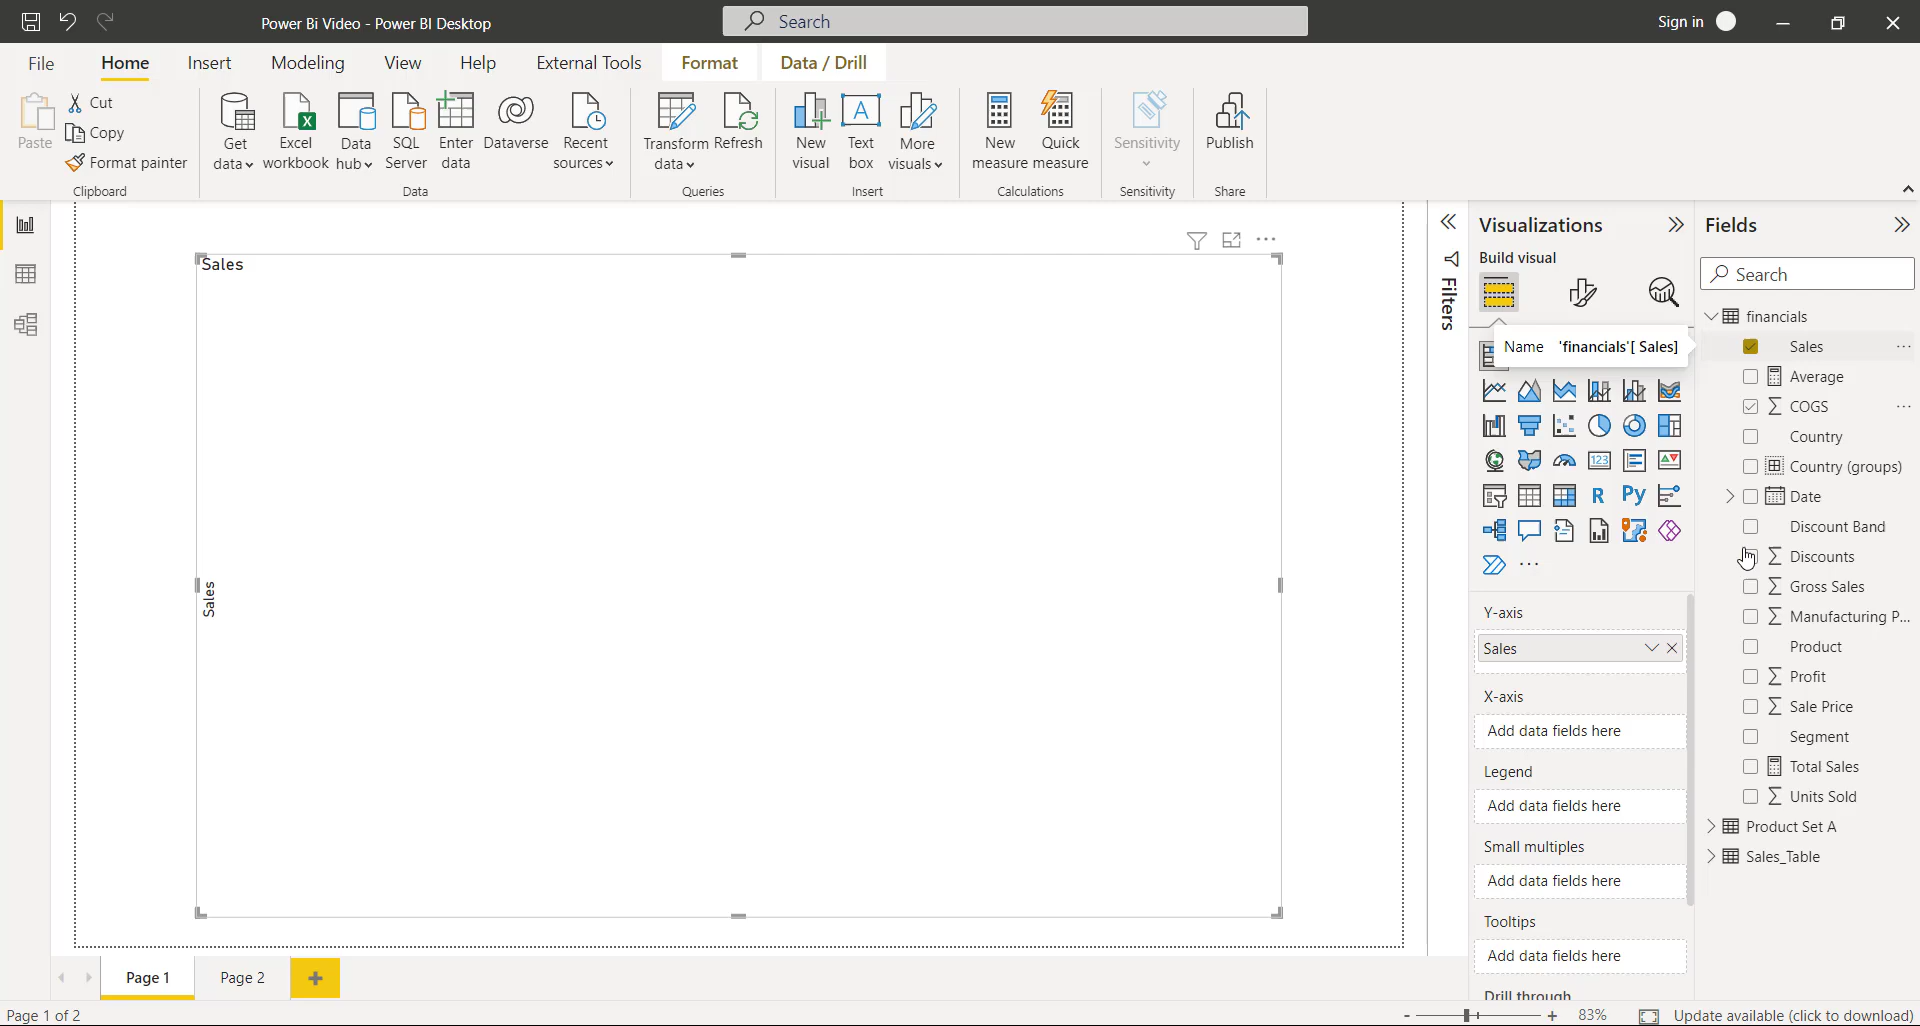 Power Bi Video - Power BI Desktop
Search
Sign in
File
Home
Insert
Modeling
View
Help
External Tools
Format
Data / Drill
Paste
Cut
Copy
Format painter
Clipboard
Get data
Excel workbook
Data hub
SQL Server
Enter data
Dataverse
Recent sources
Data
Transform data
Refresh
Queries
New visual
Text box
More visuals
Insert
New measure
Quick measure
Calculations
Sensitivity
Sensitivity
Publish
Share
Sales
Sales
Filters
Visualizations
Build visual
Name 'financials'[ Sales]
123
R
Py
Y-axis
Sales
X-axis
Add data fields here
Legend
Add data fields here
Small multiples
Add data fields here
Tooltips
Add data fields here
Drill through
Fields
Search
financials
Sales
Average
COGS
Country
Country (groups)
Date
Discount Band
Discounts
Gross Sales
Manufacturing P...
Product
Profit
Sale Price
Segment
Total Sales
Units Sold
Product Set A
Sales_Table
Page 1
Page 2
Page 1 of 2
83%
Update available (click to download)